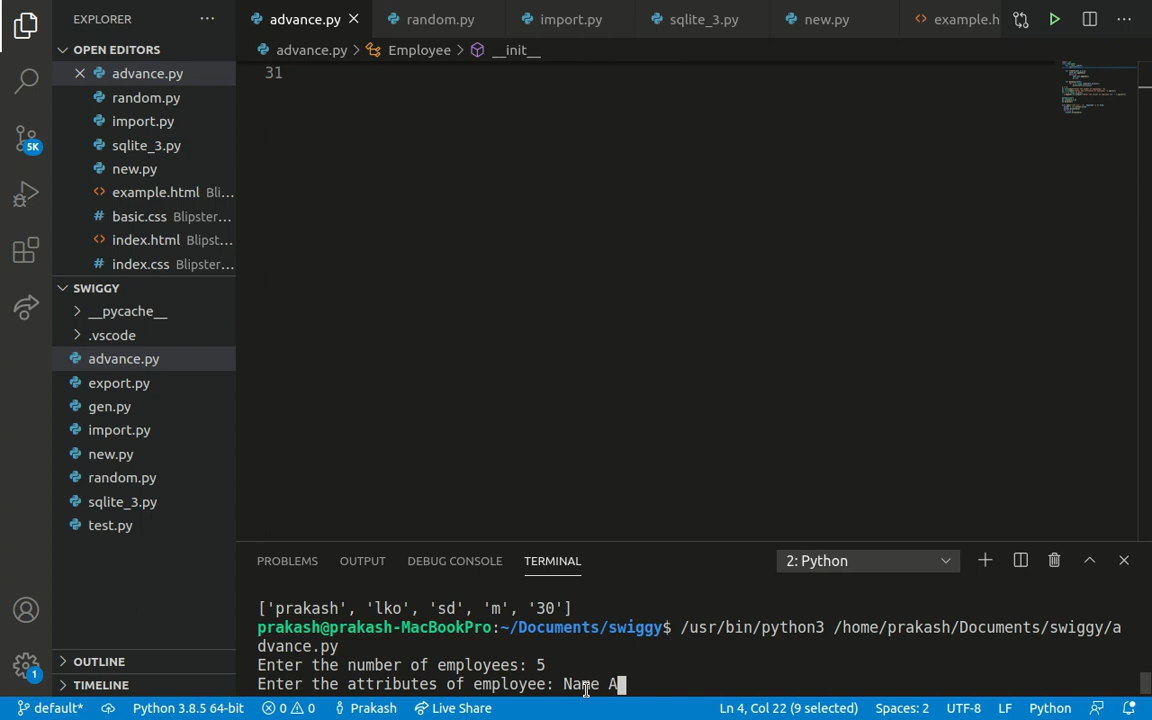 EXPLORER
advance.py
random.py
import.py
sqlite_3.py
new.py
example.h
OPEN EDITORS
advance.py > Employee > __init__
advance.py
31
random.py
import.py
5K
sqlite_3.py
new.py
example.html Bli...
basic.css Blipster...
index.html Blipst...
index.css Blipster...
SWIGGY
__pycache__
.vscode
advance.py
export.py
gen.py
import.py
new.py
random.py
sqlite_3.py
test.py
OUTLINE
TIMELINE
1
PROBLEMS
OUTPUT
DEBUG CONSOLE
TERMINAL
2: Python
['prakash', 'lko', 'sd', 'm', '30']
prakash@prakash-MacBookPro:~/Documents/swiggy$ /usr/bin/python3 /home/prakash/Documents/swiggy/a
dvance.py
Enter the number of employees: 5
Enter the attributes of employee: Name A
default*
Python 3.8.5 64-bit
0
0
Prakash
Live Share
Ln 4, Col 22 (9 selected)
Spaces: 2
UTF-8
LF
Python